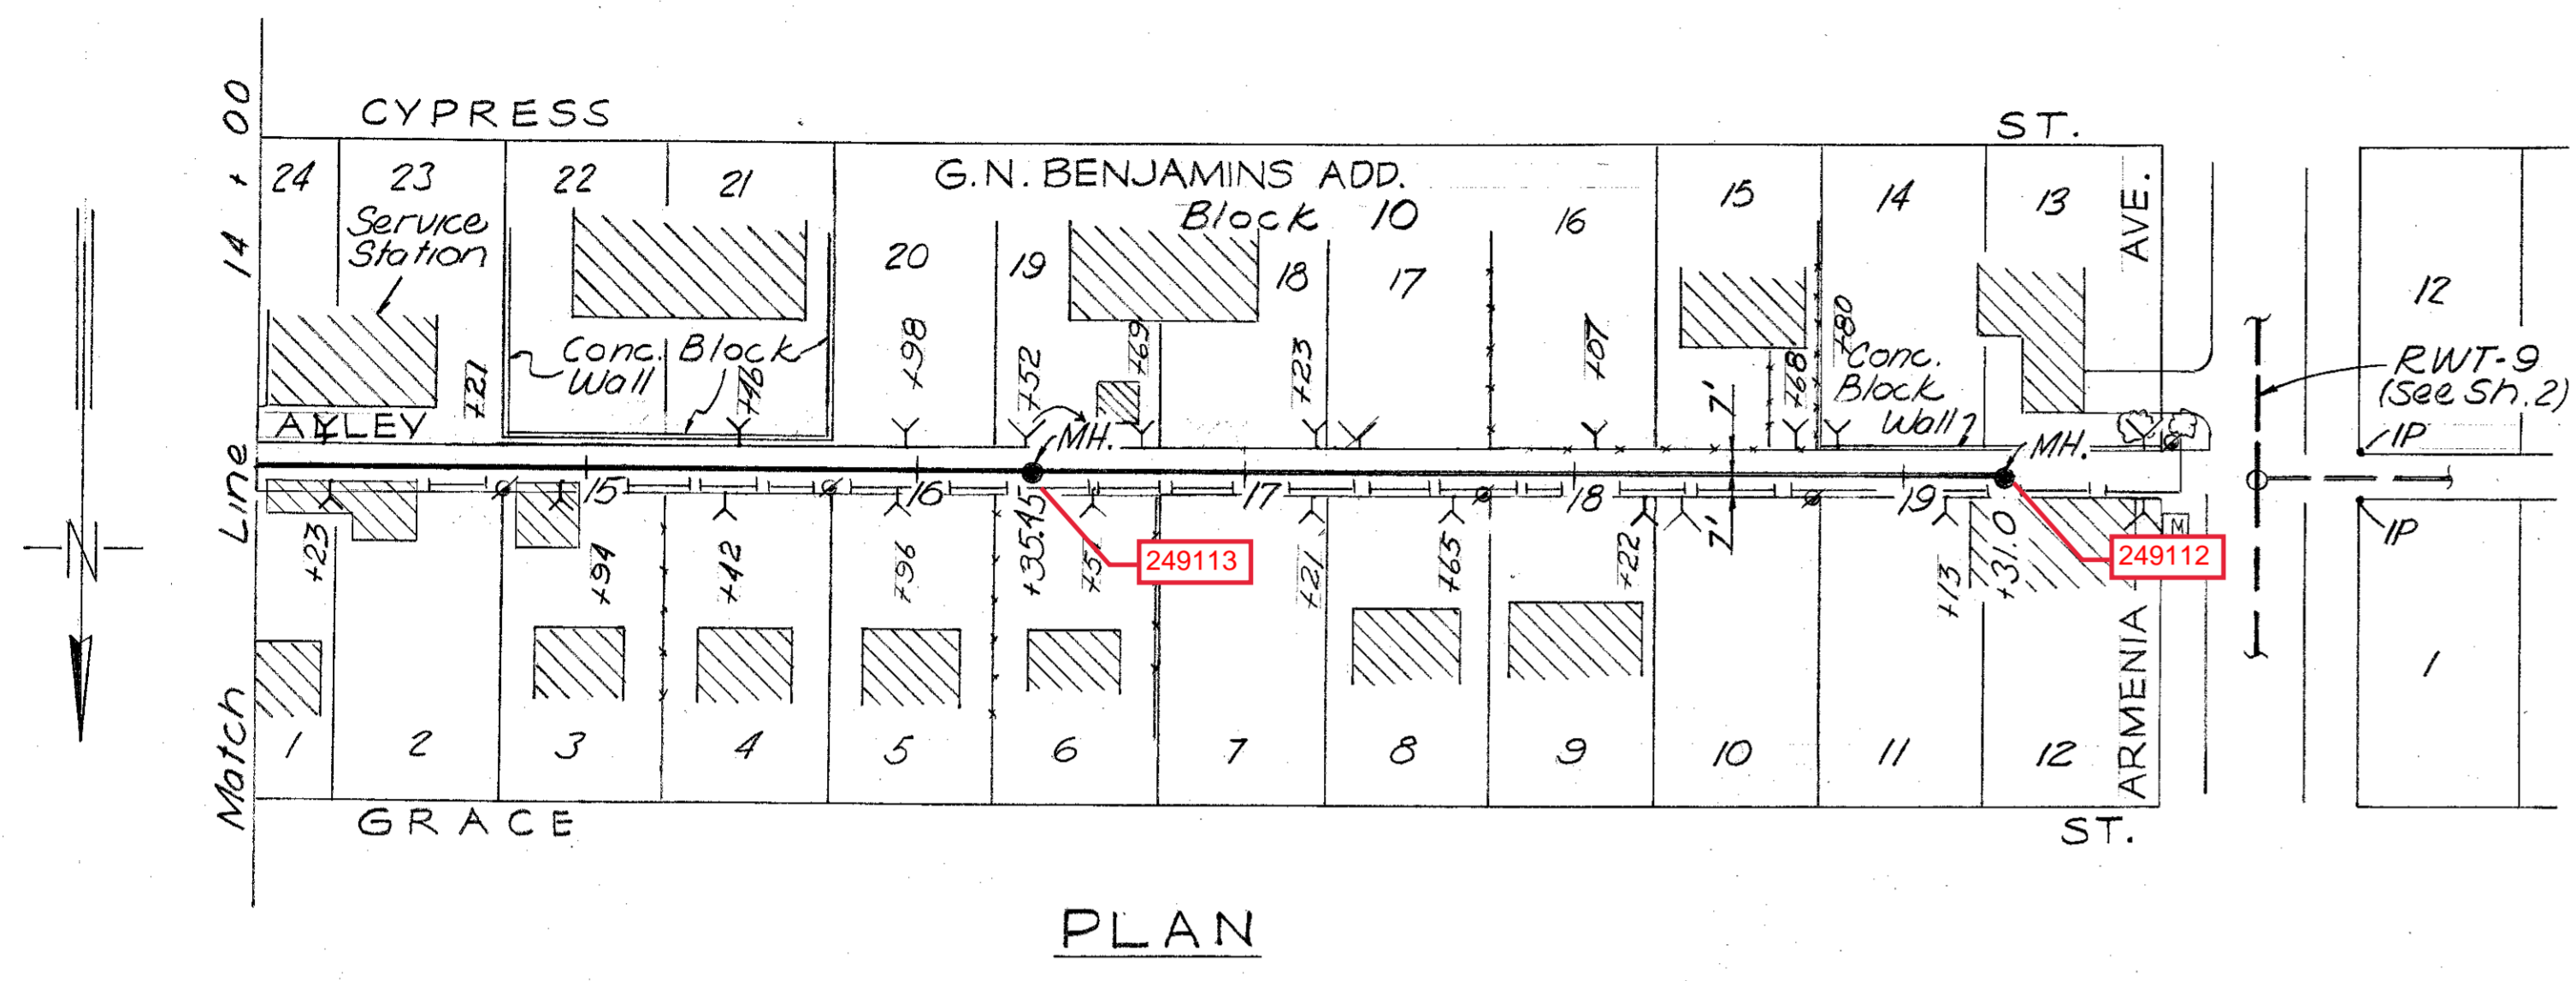 14 + 00
CYPRESS ST.
24 23 22 21
G.N. BENJAMINS ADD.
Block 10
20 19 18 17 16 15 14 13
AVE.
12
Service
Station
Conc. Block
Wall
+21
+46
+98
+52
+69
+23
+07
+68
+80
Conc.
Block
Wall
7'
RWT-9
(See Sh. 2)
ALLEY
MH.
MH.
IP
15 16 17 18 19
7'
IP
M
N
Match Line
+23
+94
+42
+96
+35.45
+21
+65
+22
+13
+31.0
249113
249112
ARMENIA
1 2 3 4 5 6 7 8 9 10 11 12
1
GRACE ST.
PLAN